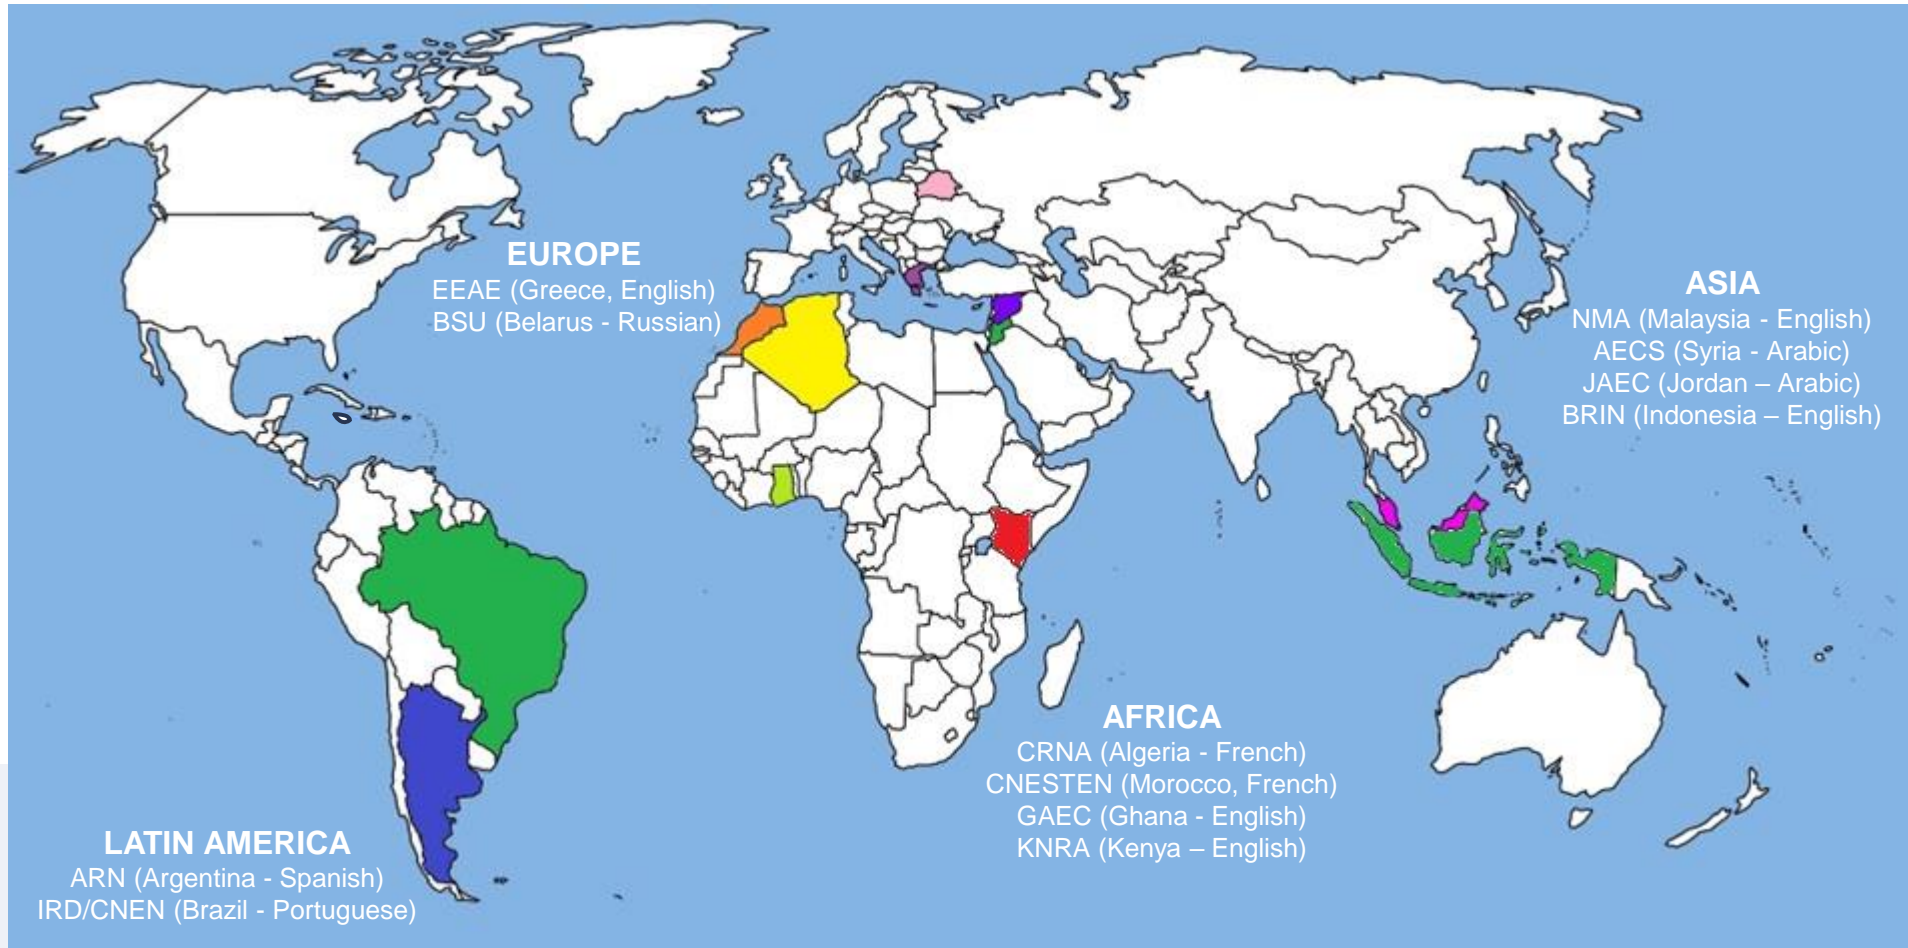 EUROPE
EEAE (Greece, English)
BSU (Belarus - Russian)
ASIA
NMA (Malaysia - English)
AECS (Syria - Arabic)
JAEC (Jordan – Arabic)
BRIN (Indonesia – English)
AFRICA
CRNA (Algeria - French)
CNESTEN (Morocco, French)
GAEC (Ghana - English)
KNRA (Kenya – English)
LATIN AMERICA
ARN (Argentina - Spanish)
IRD/CNEN (Brazil - Portuguese)